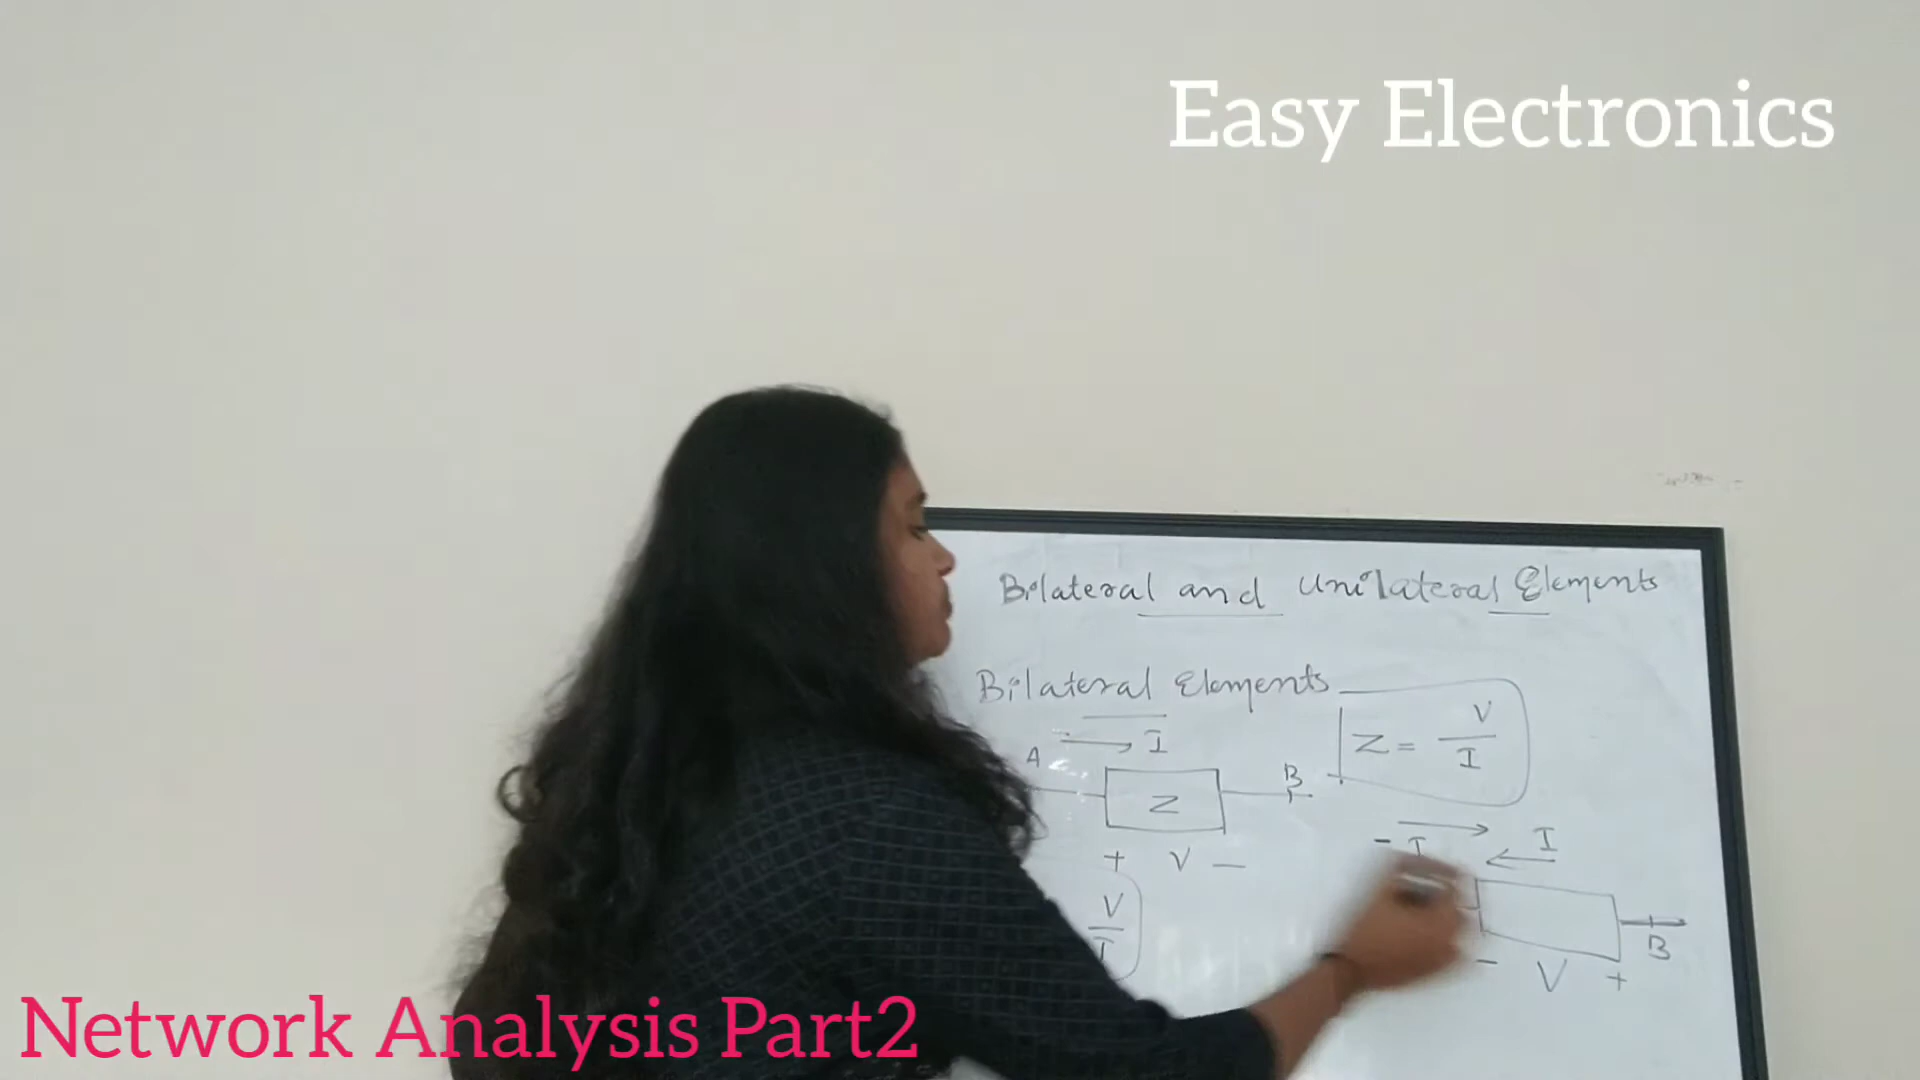 Easy Electronics
Bilateral and Unilateral Elements
Bilateral Elements
I
A
Z
B
+ V -
V
I
Z = V
I
- I
I
B
- V +
Network Analysis Part2